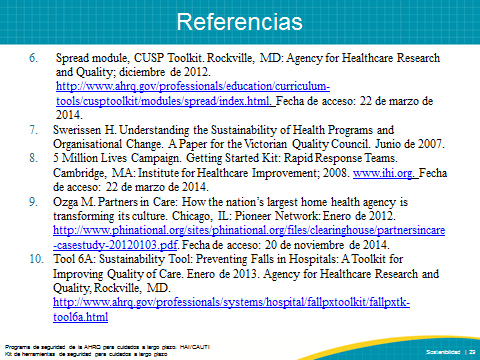 Referencias
6. Spread module, CUSP Toolkit. Rockville, MD: Agency for Healthcare Research
and Quality; diciembre de 2012.
http://www.ahrq.gov/professionals/education/curriculum-
tools/cusptoolkit/modules/spread/index.html. Fecha de acceso: 22 de marzo de
2014.
7. Swerissen H. Understanding the Sustainability of Health Programs and
Organisational Change. A Paper for the Victorian Quality Council. Junio de 2007.
8. 5 Million Lives Campaign. Getting Started Kit: Rapid Response Teams.
Cambridge, MA: Institute for Healthcare Improvement; 2008. www.ihi.org. Fecha
de acceso: 22 de marzo de 2014.
9. Ozga M. Partners in Care: How the nation's largest home health agency is
transforming its culture. Chicago, IL: Pioneer Network: Enero de 2012.
http://www.phinational.org/sites/phinational.org/files/clearinghouse/partnersincare
-casestudy-20120103.pdf. Fecha de acceso: 20 de noviembre de 2014.
10. Tool 6A: Sustainability Tool: Preventing Falls in Hospitals: A Toolkit for
Improving Quality of Care. Enero de 2013. Agency for Healthcare Research and
Quality, Rockville, MD.
http://www.ahrq.gov/professionals/systems/hospital/fallpxtoolkit/fallpxtk-
tool6a.html
Programa de seguridad de la AHRQ para cuidados a largo plazo: HAI/CAUTI
Kit de herramientas de seguridad para cuidados a largo plazo
Sostenibilidad | 29